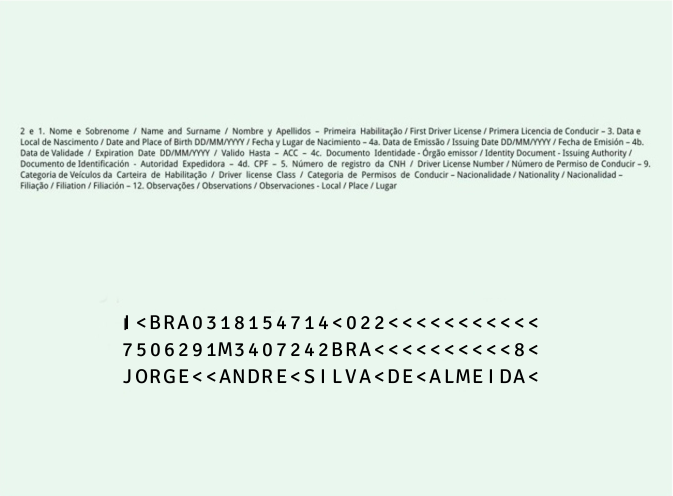 2 e 1. Nome e Sobrenome / Name and Surname / Nombre y Apellidos – Primeira Habilitação / First Driver License / Primera Licencia de Conducir – 3. Data e
Local de Nascimento / Date and Place of Birth DD/MM/YYYY / Fecha y Lugar de Nacimiento – 4a. Data de Emissão / Issuing Date DD/MM/YYYY / Fecha de Emisión – 4b.
Data de Validade / Expiration Date DD/MM/YYYY / Valido Hasta – ACC – 4c. Documento Identidade - Órgão emissor / Identity Document - Issuing Authority /
Documento de Identificación - Autoridad Expedidora – 4d. CPF – 5. Número de registro da CNH / Driver License Number / Número de Permiso de Conducir – 9.
Categoria de Veículos da Carteira de Habilitação / Driver license Class / Categoria de Permisos de Conducir – Nacionalidade / Nationality / Nacionalidad –
Filiação / Filiation / Filiación – 12. Observações / Observations / Observaciones - Local / Place / Lugar
I<BRA0318154714<022<<<<<<<<<<<
7506291M3407242BRA<<<<<<<<<<8<
JORGE<<ANDRE<SILVA<DE<ALMEIDA<